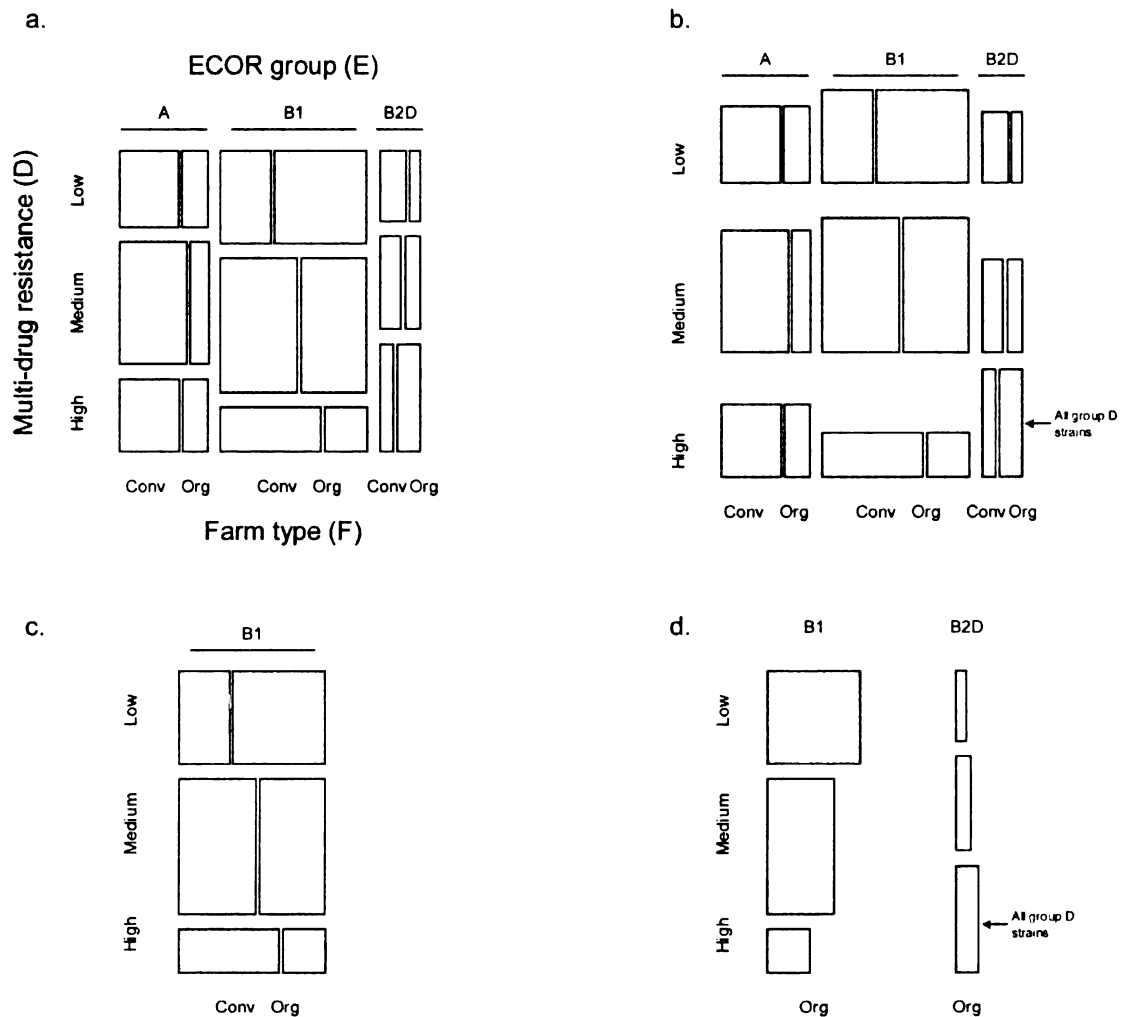 a.
ECOR group (E)
A B1 B2D
Multi-drug resistance (D)
Low
Medium
High
Conv Org Conv Org Conv Org
Farm type (F)
b.
A B1 B2D
Low
Medium
High
All group D
strains
Conv Org Conv Org Conv Org
c.
B1
Low
Medium
High
Conv Org
d.
B1 B2D
Low
Medium
High
All group D
strains
Org Org